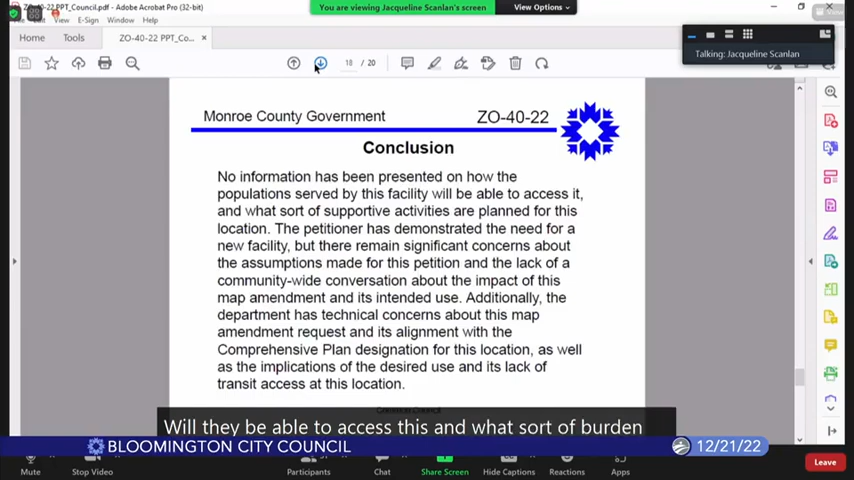 ZO-40-22 PPT_Council.pdf - Adobe Acrobat Pro (32-bit)
You are viewing Jacqueline Scanlan's screen
View Options
E-Sign Window Help
Home Tools ZO-40-22 PPT_Co... ×
Talking: Jacqueline Scanlan
18 / 20
Monroe County Government ZO-40-22
Conclusion
No information has been presented on how the
populations served by this facility will be able to access it,
and what sort of supportive activities are planned for this
location. The petitioner has demonstrated the need for a
new facility, but there remain significant concerns about
the assumptions made for this petition and the lack of a
community-wide conversation about the impact of this
map amendment and its intended use. Additionally, the
department has technical concerns about this map
amendment request and its alignment with the
Comprehensive Plan designation for this location, as well
as the implications of the desired use and its lack of
transit access at this location.
Will they be able to access this and what sort of burden
BLOOMINGTON CITY COUNCIL 12/21/22
Mute Stop Video Participants Chat Share Screen Hide Captions Reactions Apps Leave